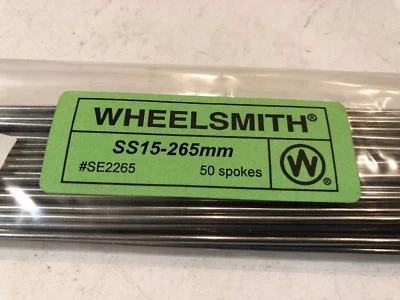 WHEELSMITH®
SS15-265mm
#SE2265 50 spokes
W®